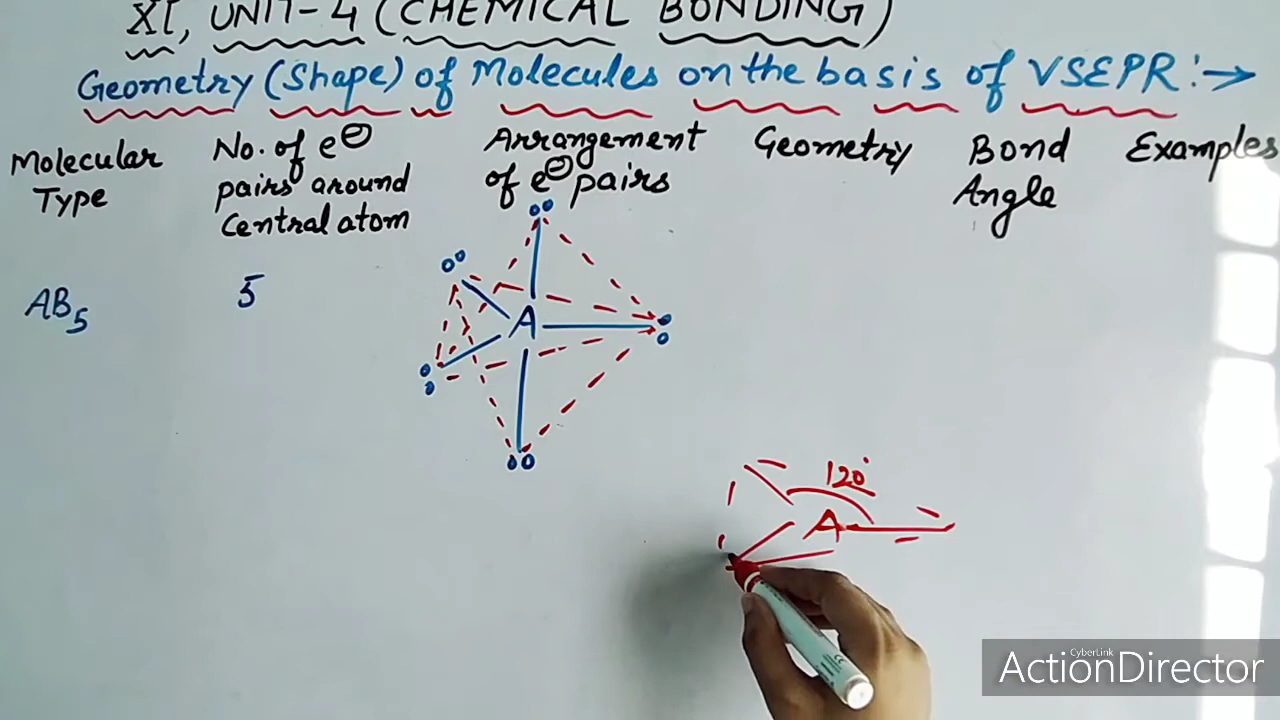 XI, UNIT-4 (CHEMICAL BONDING)
Geometry (Shape) of Molecules on the basis of VSEPR:→
Molecular Type
No. of e⊖ pairs around Central atom
Arrangement of e⊖ pairs
Geometry
Bond Angle
Examples
AB₅
5
A
120°
A
CyberLink
ActionDirector